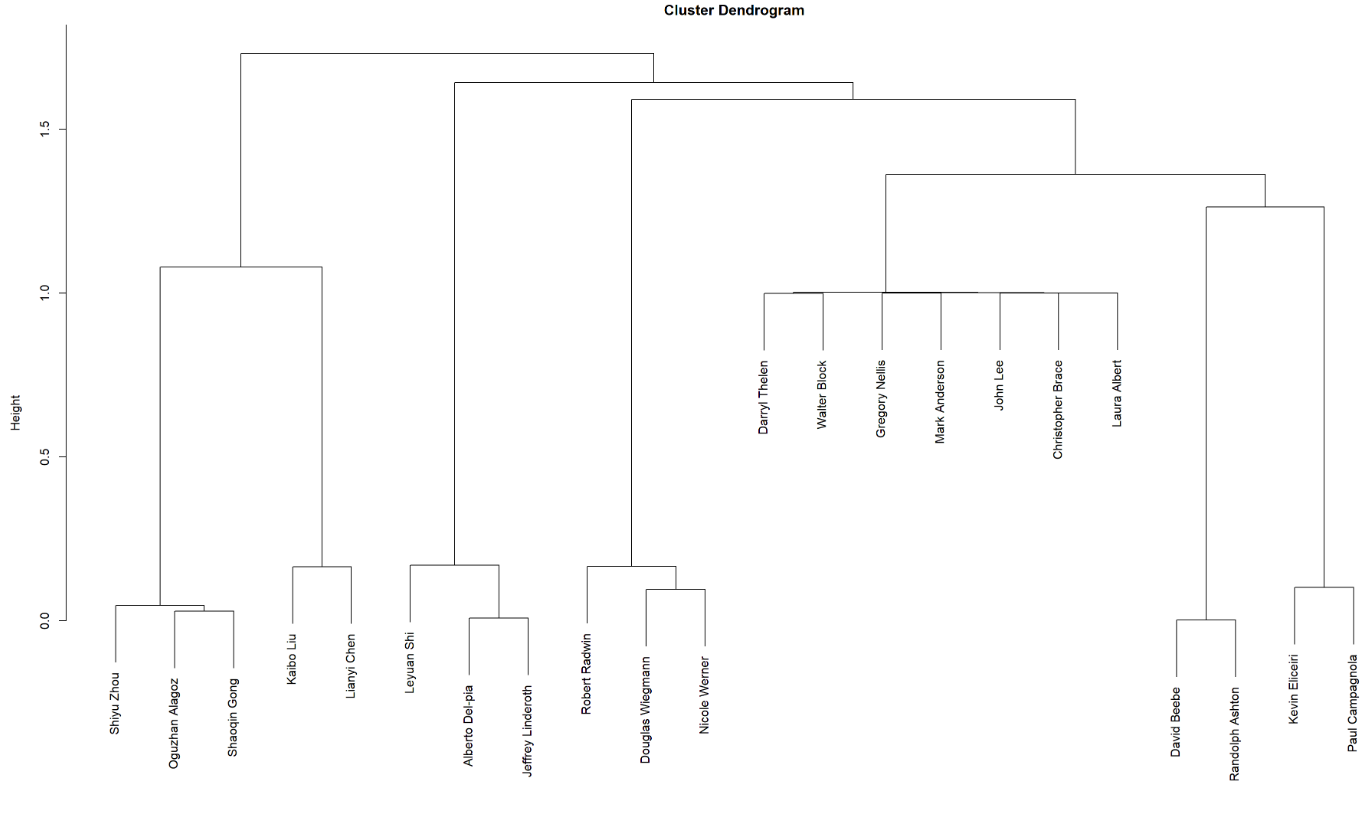 Cluster Dendrogram
Height
1.5
1.0
0.5
0.0
Shiyu Zhou
Oguzhan Alagoz
Shaoqin Gong
Kaibo Liu
Lianyi Chen
Leyuan Shi
Alberto Del-pia
Jeffrey Linderoth
Robert Radwin
Douglas Wiegmann
Nicole Werner
Darryl Thelen
Walter Block
Gregory Nellis
Mark Anderson
John Lee
Christopher Brace
Laura Albert
David Beebe
Randolph Ashton
Kevin Eliceiri
Paul Campagnola